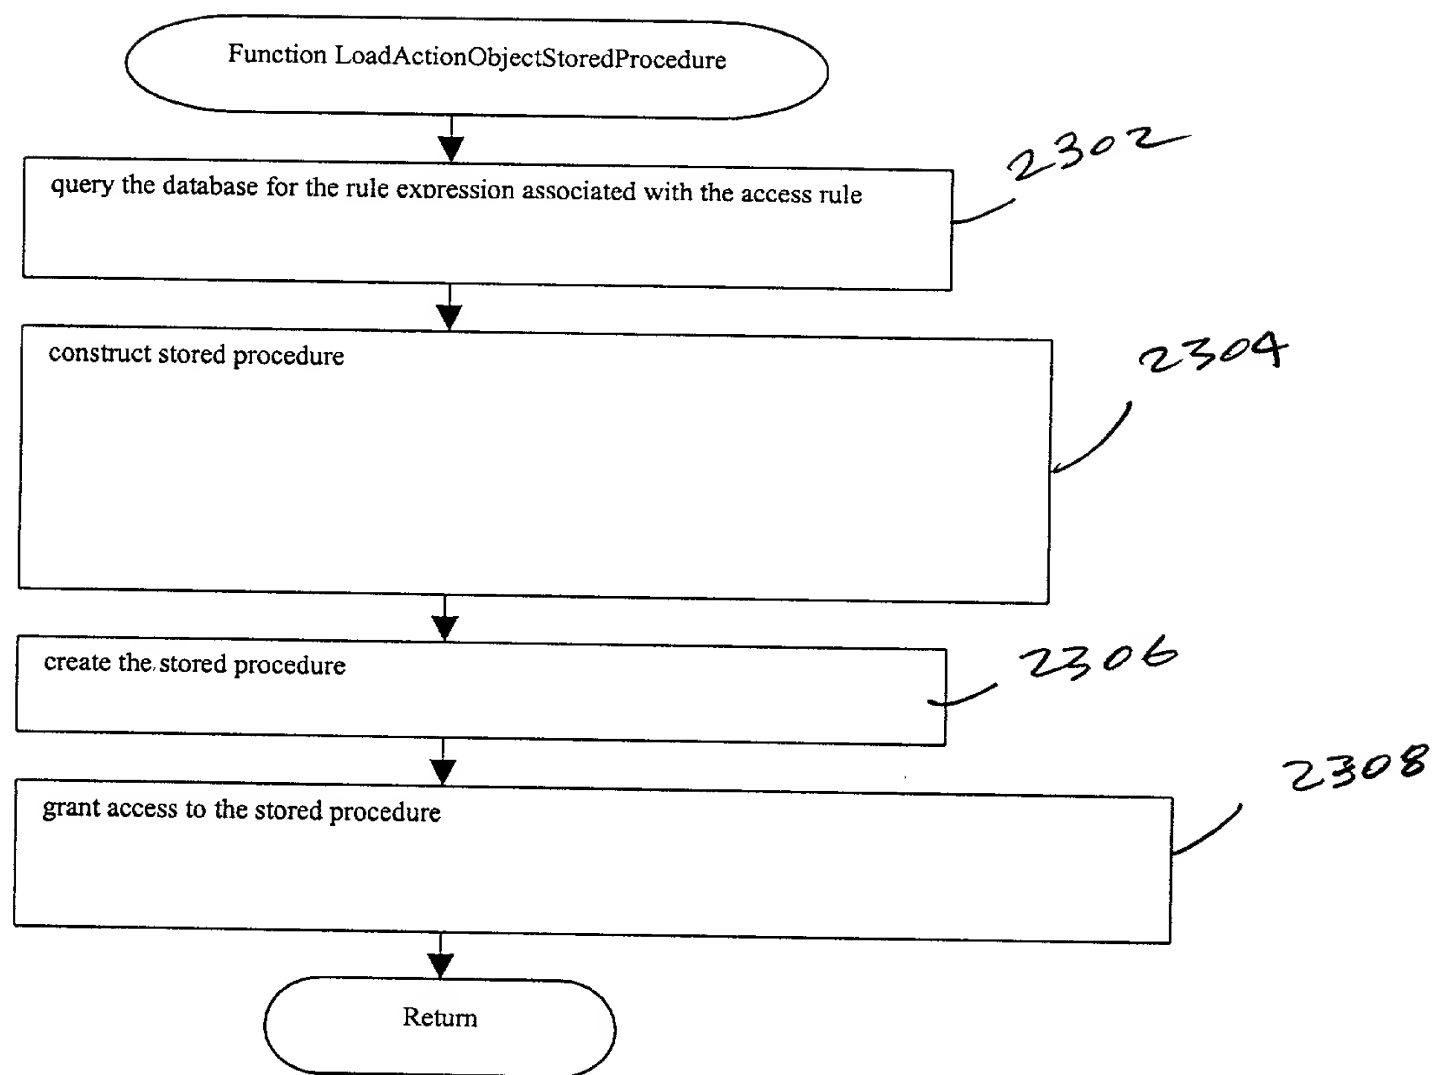 Function LoadActionObjectStoredProcedure
2302
query the database for the rule expression associated with the access rule
2304
construct stored procedure
2306
create the stored procedure
2308
grant access to the stored procedure
Return